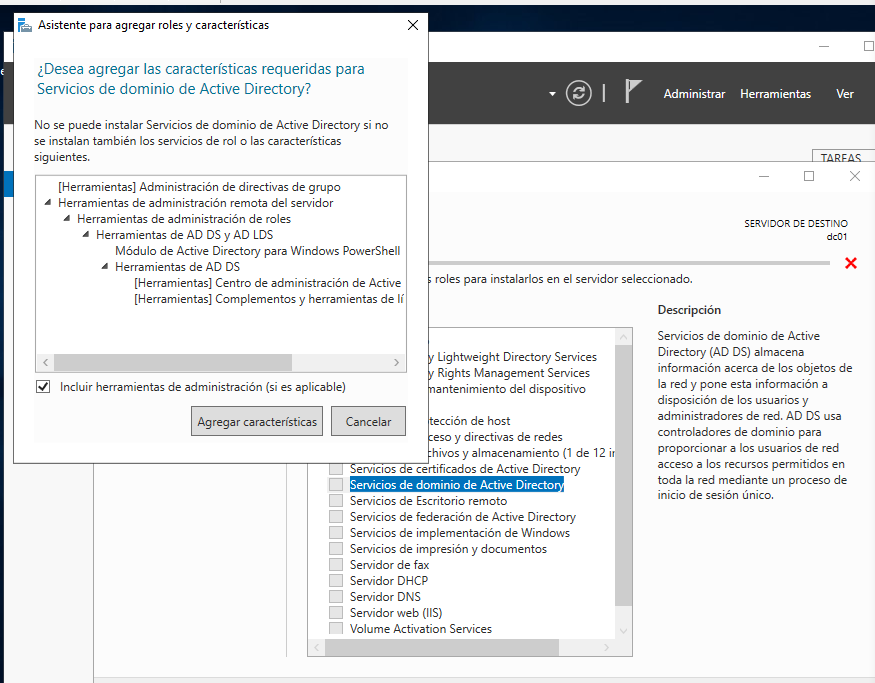 Asistente para agregar roles y características
¿Desea agregar las características requeridas para
Servicios de dominio de Active Directory?
No se puede instalar Servicios de dominio de Active Directory si no
se instalan también los servicios de rol o las características
siguientes.
[Herramientas] Administración de directivas de grupo
Herramientas de administración remota del servidor
Herramientas de administración de roles
Herramientas de AD DS y AD LDS
Módulo de Active Directory para Windows PowerShell
Herramientas de AD DS
[Herramientas] Centro de administración de Active
[Herramientas] Complementos y herramientas de lí
Incluir herramientas de administración (si es aplicable)
Agregar características
Cancelar
Administrar
Herramientas
Ver
TAREAS
SERVIDOR DE DESTINO
dc01
s roles para instalarlos en el servidor seleccionado.
y Lightweight Directory Services
y Rights Management Services
mantenimiento del dispositivo
tección de host
ceso y directivas de redes
chivos y almacenamiento (1 de 12 in
Servicios de certificados de Active Directory
Servicios de dominio de Active Directory
Servicios de Escritorio remoto
Servicios de federación de Active Directory
Servicios de implementación de Windows
Servicios de impresión y documentos
Servidor de fax
Servidor DHCP
Servidor DNS
Servidor web (IIS)
Volume Activation Services
Descripción
Servicios de dominio de Active
Directory (AD DS) almacena
información acerca de los objetos de
la red y pone esta información a
disposición de los usuarios y
administradores de red. AD DS usa
controladores de dominio para
proporcionar a los usuarios de red
acceso a los recursos permitidos en
toda la red mediante un proceso de
inicio de sesión único.